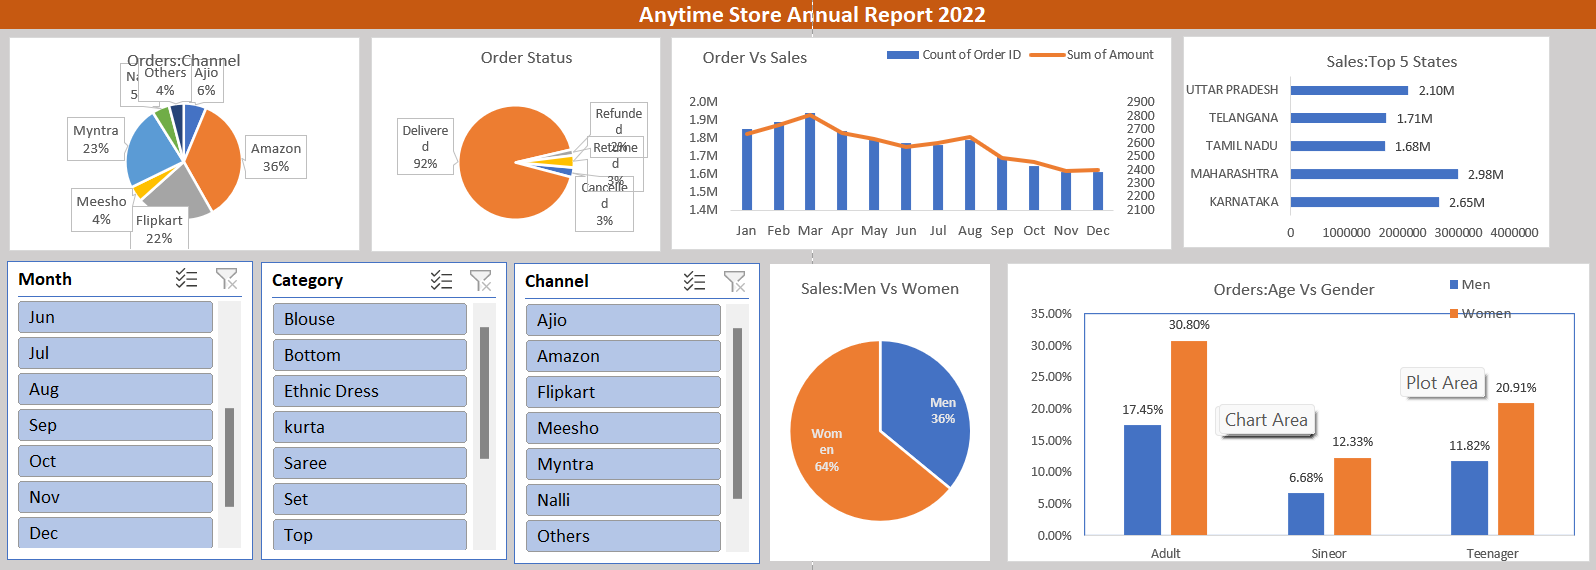 Anytime Store Annual Report 2022
Orders:Channel
Others
4%
Ajio
6%
Myntra
23%
Amazon
36%
Meesho
4%
Flipkart
22%
Order Status
Delivere
d
92%
Refunde
d
2%
Returne
d
3%
Cancelle
d
3%
Order Vs Sales
Count of Order ID
Sum of Amount
2.0M
1.9M
1.8M
1.7M
1.6M
1.5M
1.4M
2900
2800
2700
2600
2500
2400
2300
2200
2100
Jan Feb Mar Apr May Jun Jul Aug Sep Oct Nov Dec
Sales:Top 5 States
UTTAR PRADESH 2.10M
TELANGANA 1.71M
TAMIL NADU 1.68M
MAHARASHTRA 2.98M
KARNATAKA 2.65M
0 1000000 2000000 3000000 4000000
Month
Jun
Jul
Aug
Sep
Oct
Nov
Dec
Category
Blouse
Bottom
Ethnic Dress
kurta
Saree
Set
Top
Channel
Ajio
Amazon
Flipkart
Meesho
Myntra
Nalli
Others
Sales:Men Vs Women
Men
36%
Wom
en
64%
Orders:Age Vs Gender
Men
Women
35.00%
30.00%
25.00%
20.00%
15.00%
10.00%
5.00%
0.00%
17.45%
30.80%
6.68%
12.33%
11.82%
20.91%
Chart Area
Plot Area
Adult Sineor Teenager